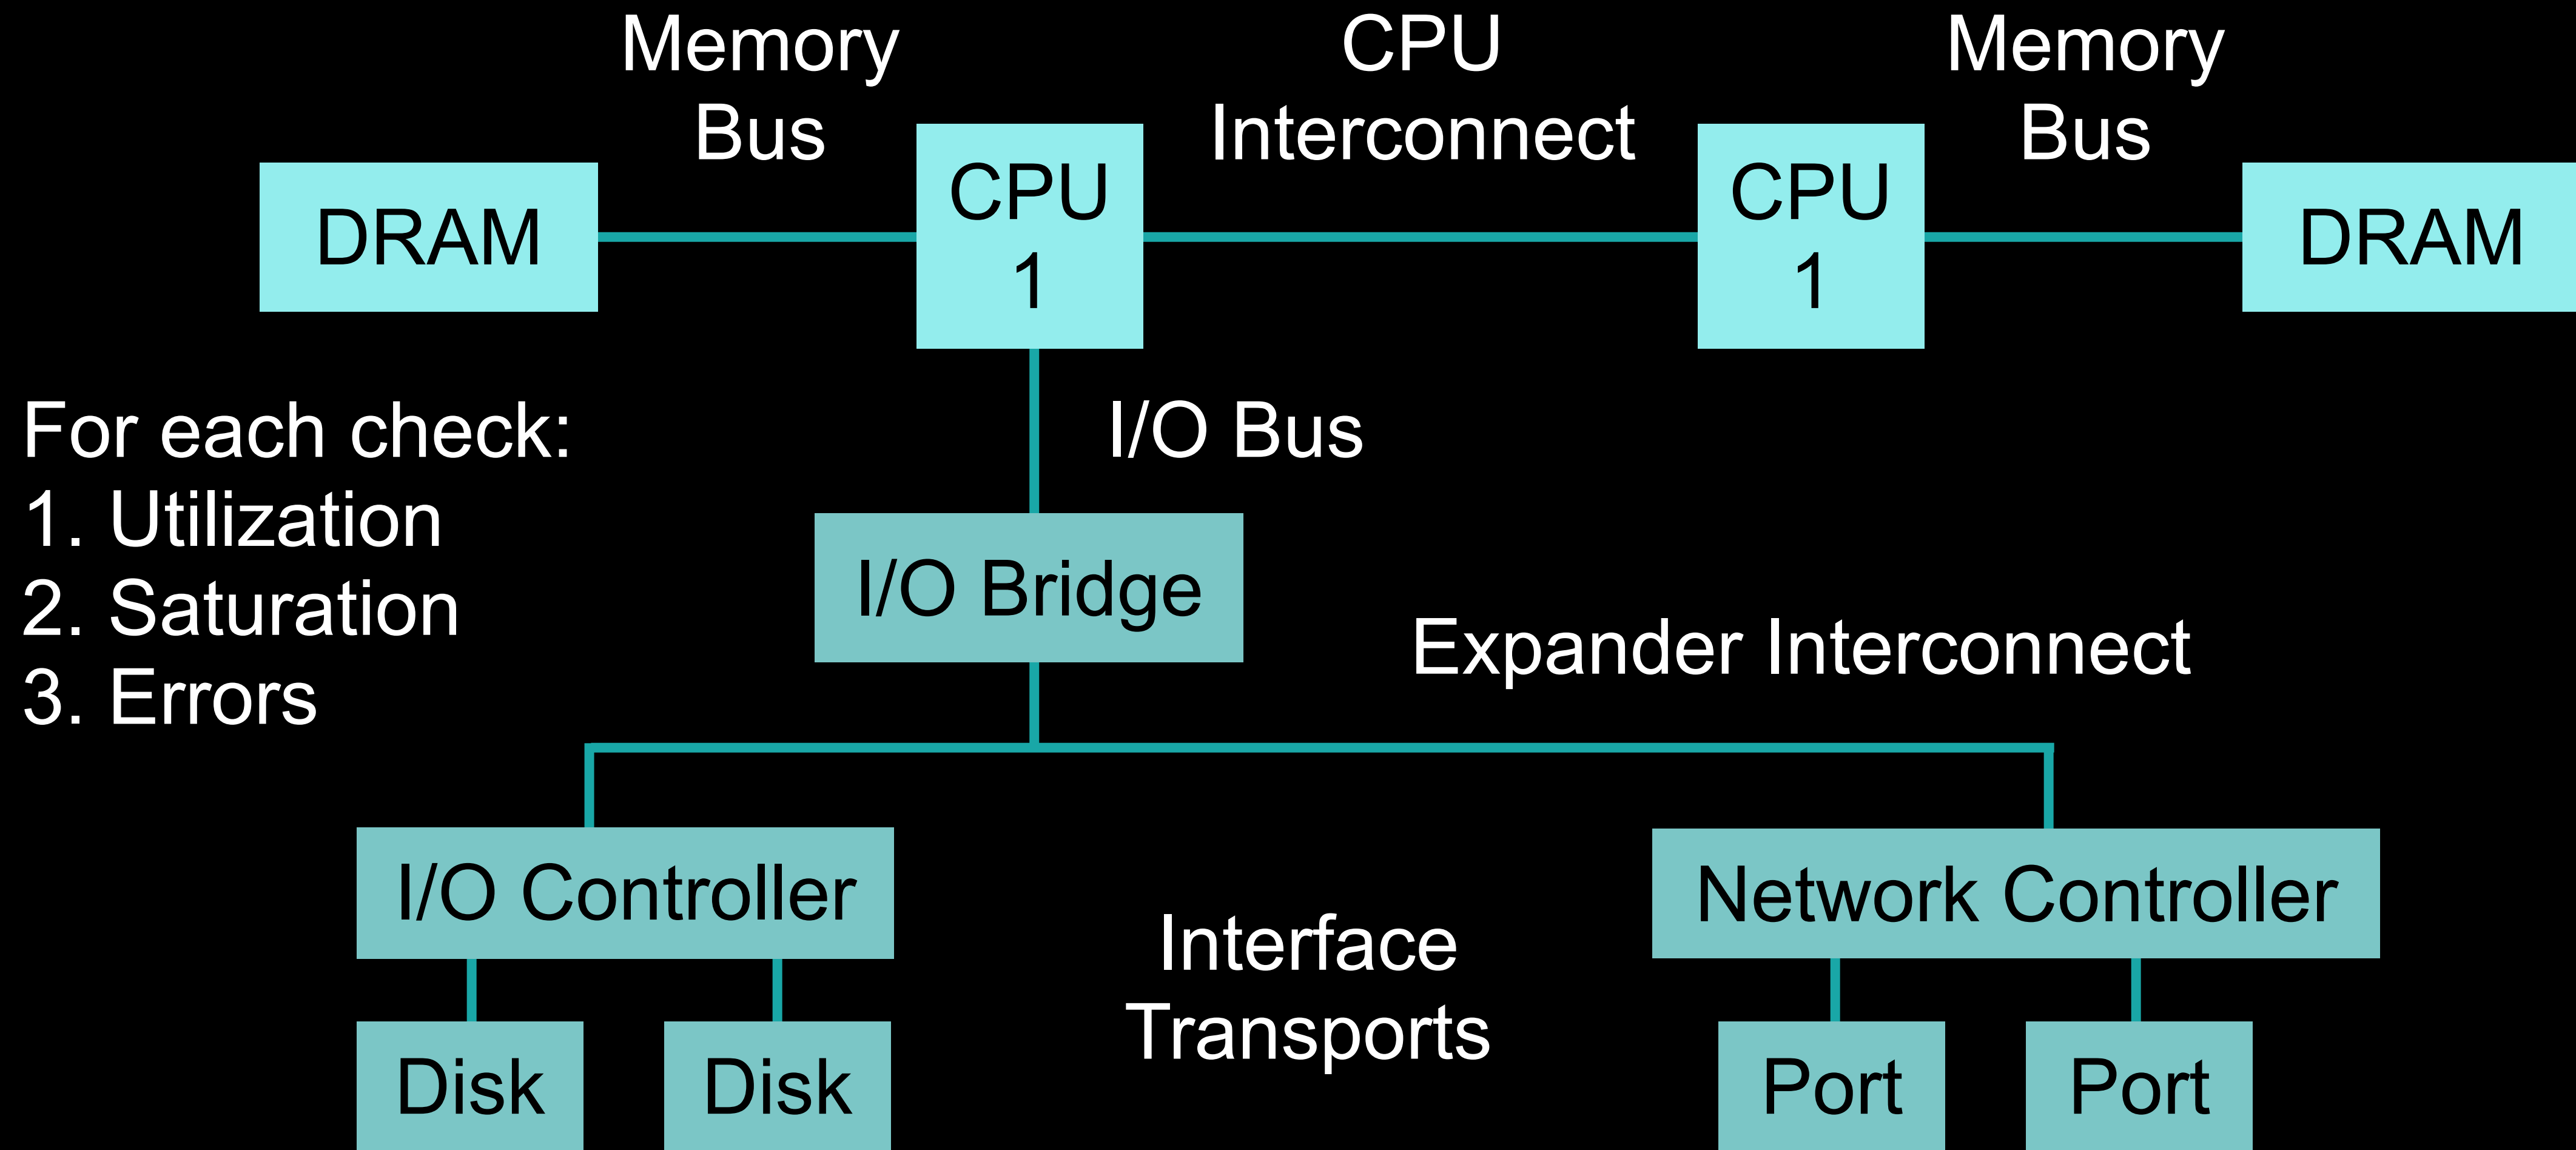 Memory
Bus
CPU
Interconnect
Memory
Bus
DRAM
CPU
1
CPU
1
DRAM
For each check:
1. Utilization
2. Saturation
3. Errors
I/O Bus
I/O Bridge
Expander Interconnect
I/O Controller
Interface
Transports
Network Controller
Disk
Disk
Port
Port